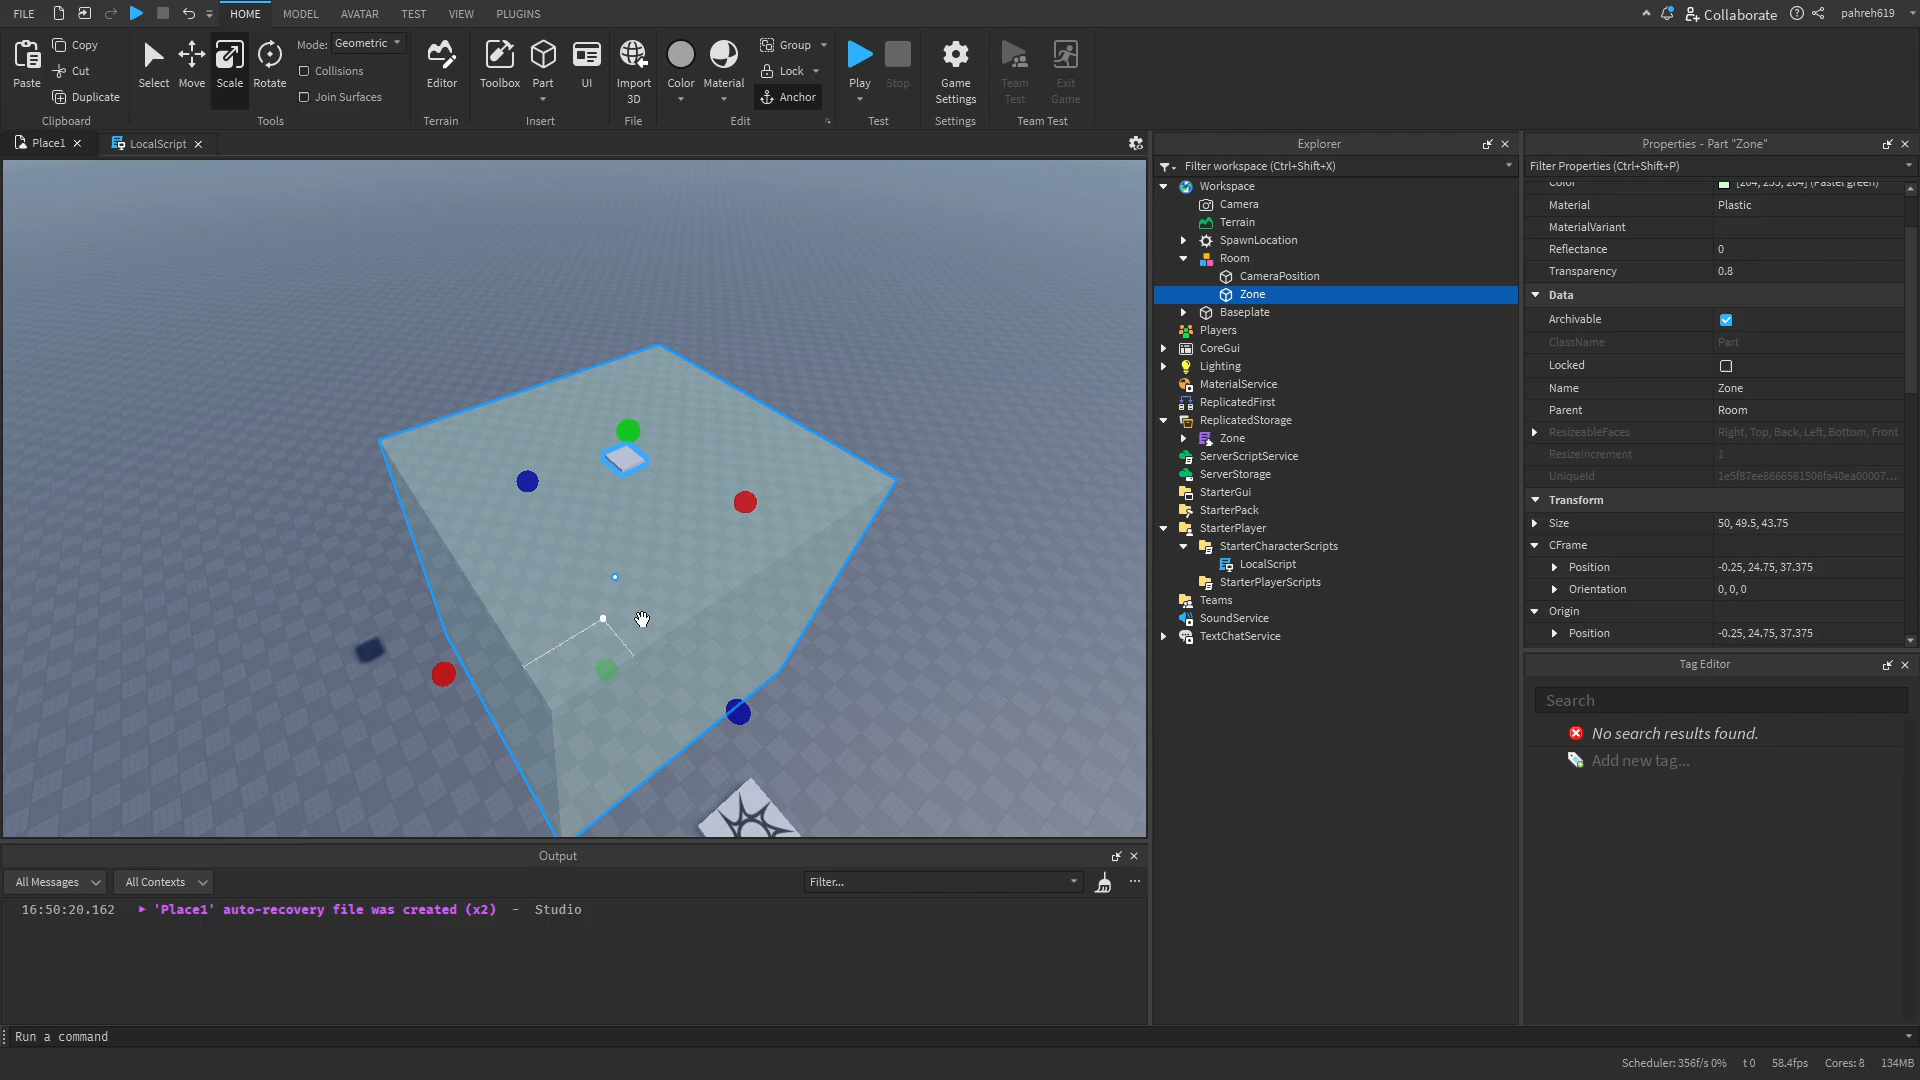 FILE HOME MODEL AVATAR TEST VIEW PLUGINS Collaborate pahreh619
Paste Copy Cut Duplicate Clipboard
Select Move Scale Rotate Mode: Geometric Collisions Join Surfaces Tools
Editor Terrain
Toolbox Part UI Insert
Import 3D File
Color Material Group Lock Anchor Edit
Play Stop Test
Game Settings Settings
Team Test Exit Game Team Test
Place1 LocalScript
Explorer
Filter workspace (Ctrl+Shift+X)
Workspace
Camera
Terrain
SpawnLocation
Room
CameraPosition
Zone
Baseplate
Players
CoreGui
Lighting
MaterialService
ReplicatedFirst
ReplicatedStorage
Zone
ServerScriptService
ServerStorage
StarterGui
StarterPack
StarterPlayer
StarterCharacterScripts
LocalScript
StarterPlayerScripts
Teams
SoundService
TextChatService
Properties - Part "Zone"
Filter Properties (Ctrl+Shift+P)
Color [204, 255, 204] (Pastel green)
Material Plastic
MaterialVariant
Reflectance 0
Transparency 0.8
Data
Archivable
ClassName Part
Locked
Name Zone
Parent Room
ResizeableFaces Right, Top, Back, Left, Bottom, Front
ResizeIncrement 1
UniqueId
Transform
Size 50, 49.5, 43.75
CFrame
Position -0.25, 24.75, 37.375
Orientation 0, 0, 0
Origin
Position -0.25, 24.75, 37.375
Tag Editor
Search
No search results found.
Add new tag...
Output
All Messages All Contexts Filter...
16:50:20.162 'Place1' auto-recovery file was created (x2) - Studio
Run a command
Scheduler: 356f/s 0% t 0 58.4fps Cores: 8 134MB